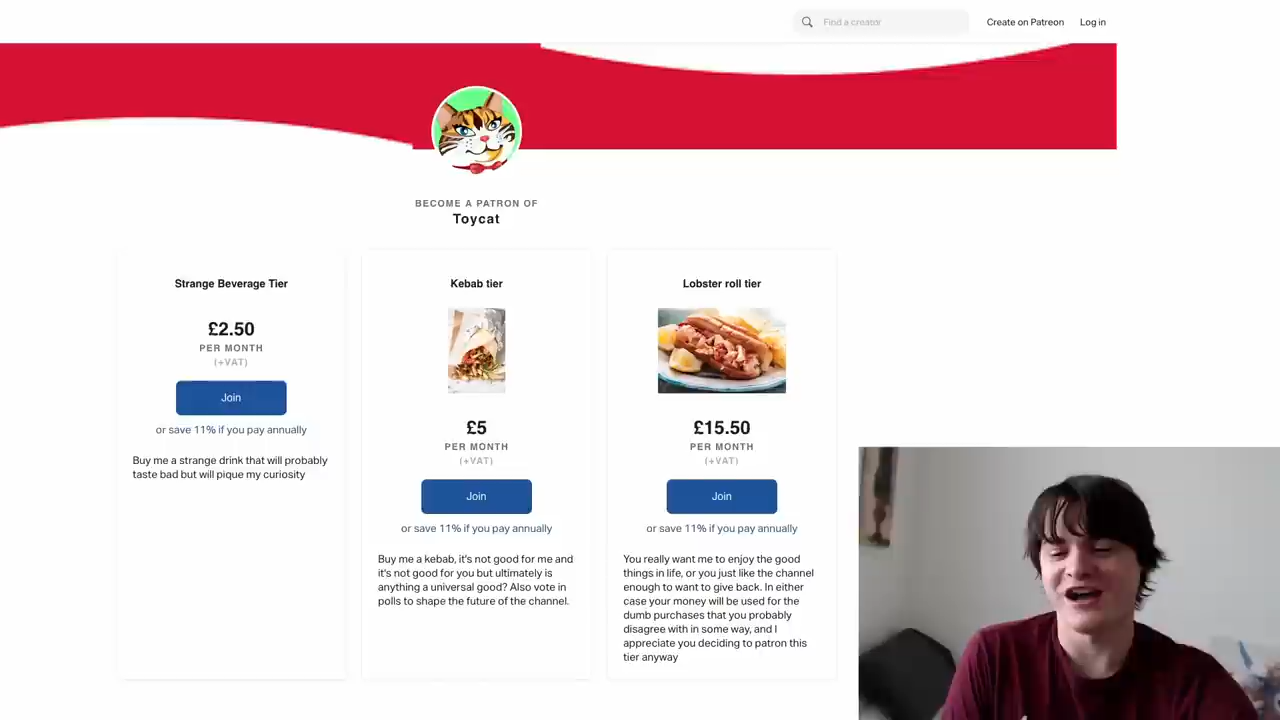 Find a creator
Create on Patreon
Log in
BECOME A PATRON OF
Toycat
Strange Beverage Tier
£2.50
PER MONTH
(+VAT)
Join
or save 11% if you pay annually
Buy me a strange drink that will probably
taste bad but will pique my curiosity
Kebab tier
£5
PER MONTH
(+VAT)
Join
or save 11% if you pay annually
Buy me a kebab, it's not good for me and
it's not good for you but ultimately is
anything a universal good? Also vote in
polls to shape the future of the channel.
Lobster roll tier
£15.50
PER MONTH
(+VAT)
Join
or save 11% if you pay annually
You really want me to enjoy the good
things in life, or you just like the channel
enough to want to give back. In either
case your money will be used for the
dumb purchases that you probably
disagree with in some way, and I
appreciate you deciding to patron this
tier anyway